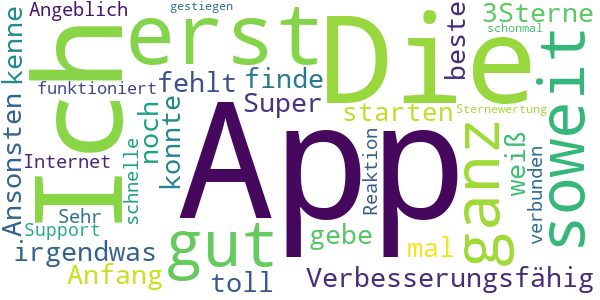 gestiegen
Angeblich
erst
Die
beste
3Sterne
schonmal
kenne
Ich
funktioniert
fehlt
finde
soweit
Super
starten
Sternewertung
Ansonsten
noch
konnte
App
ganz
weiß
Internet
schnelle
Reaktion
verbunden
Sehr
Support
gut
gebe
irgendwas
mal
Anfang
toll
Verbesserungsfähig